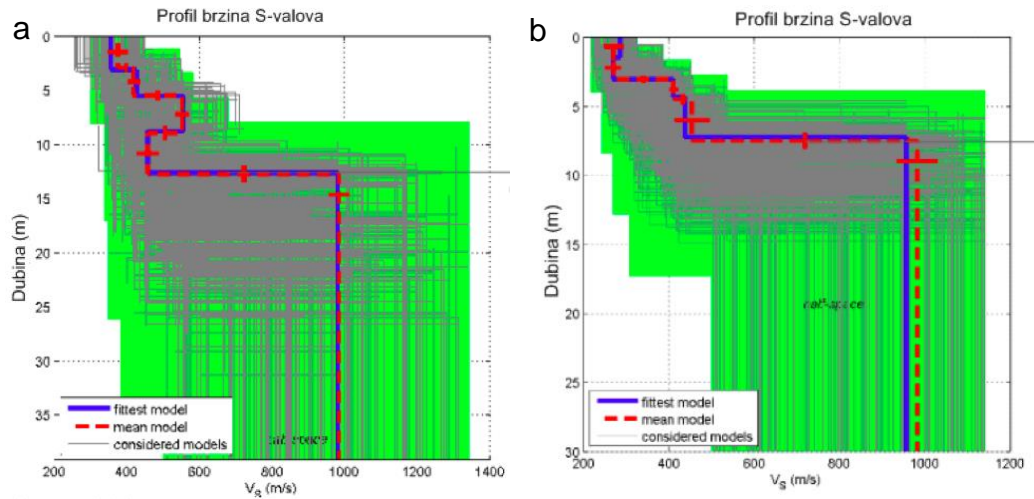 a
Profil brzina S-valova
Dubina (m)
0
5
10
15
20
25
30
35
fittest model
mean model
considered models
200
400
600
800
1000
1200
1400
VS (m/s)
b
Profil brzina S-valova
Dubina (m)
0
5
10
15
20
25
30
fittest model
mean model
considered models
200
400
600
800
1000
1200
VS (m/s)